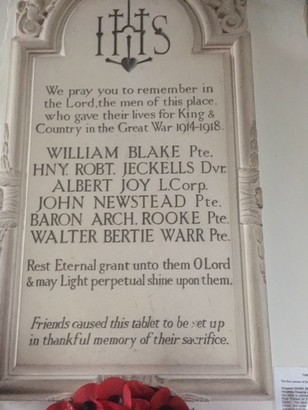 IHS
We pray you to remember in
the Lord, the men of this place.
who gave their lives for King &
Country in the Great War 1914-1918.
WILLIAM BLAKE Pte.
HNY. ROBT. JECKELLS Dvr.
ALBERT JOY L.Corp.
JOHN NEWSTEAD Pte.
BARON ARCH. ROOKE Pte.
WALTER BERTIE WARR Pte.
Rest Eternal grant unto them O Lord
& may Light perpetual shine upon them.
Friends caused this tablet to be set up
in thankful memory of their sacrifice.